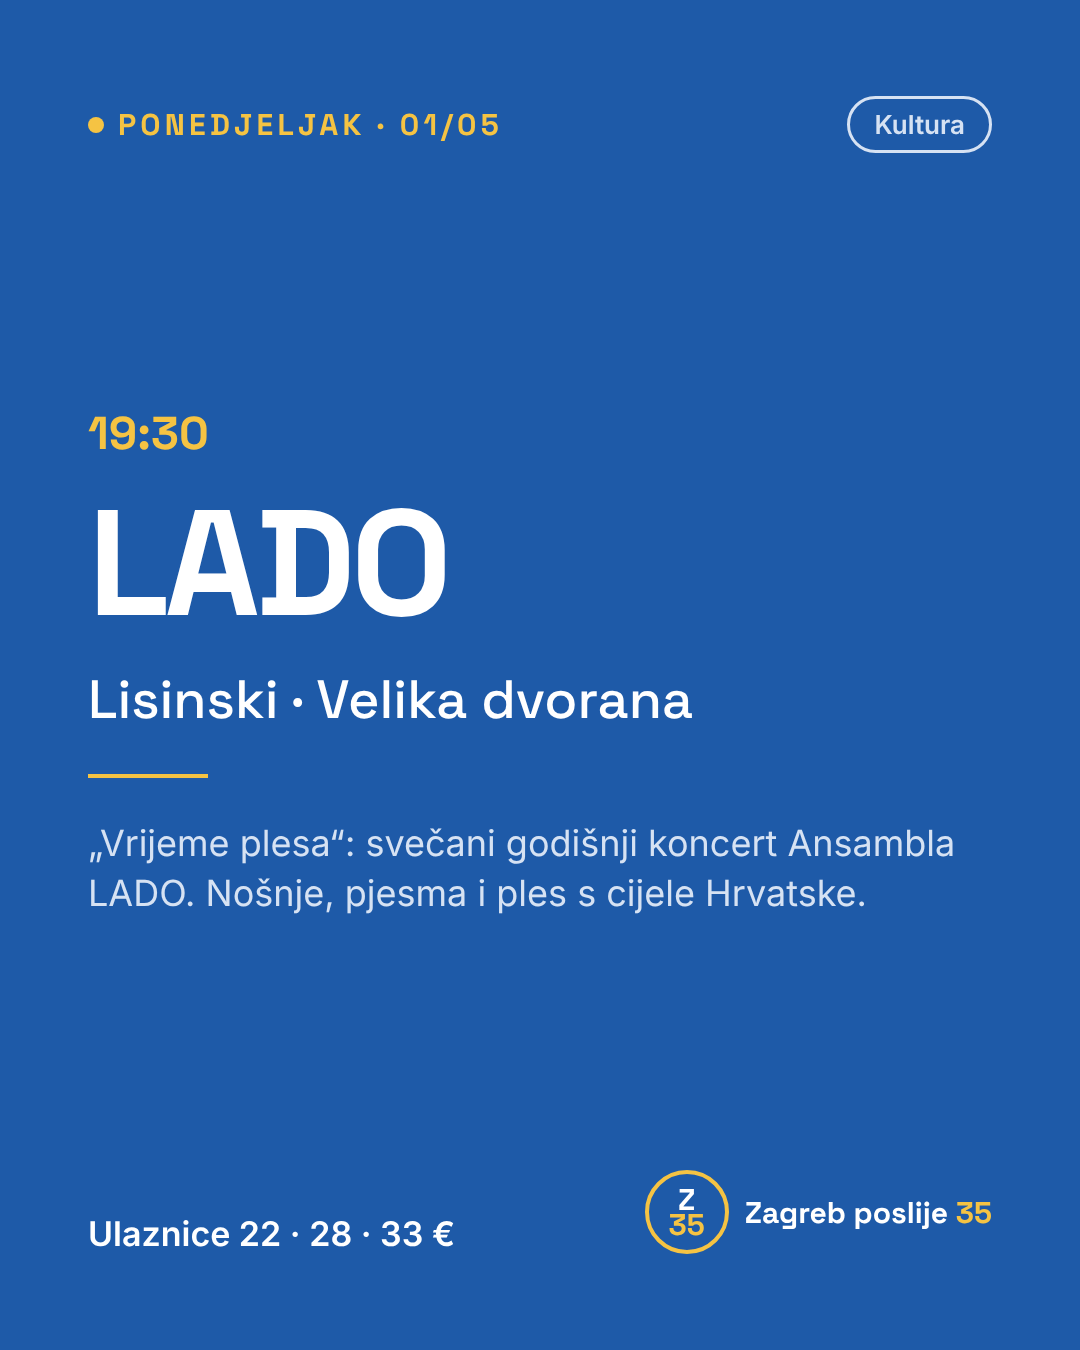 PONEDJELJAK · 01/05
Kultura
19:30
LADO
Lisinski · Velika dvorana
„Vrijeme plesa“: svečani godišnji koncert Ansambla
LADO. Nošnje, pjesma i ples s cijele Hrvatske.
Ulaznice 22 · 28 · 33 €
Z
35
Zagreb poslije 35